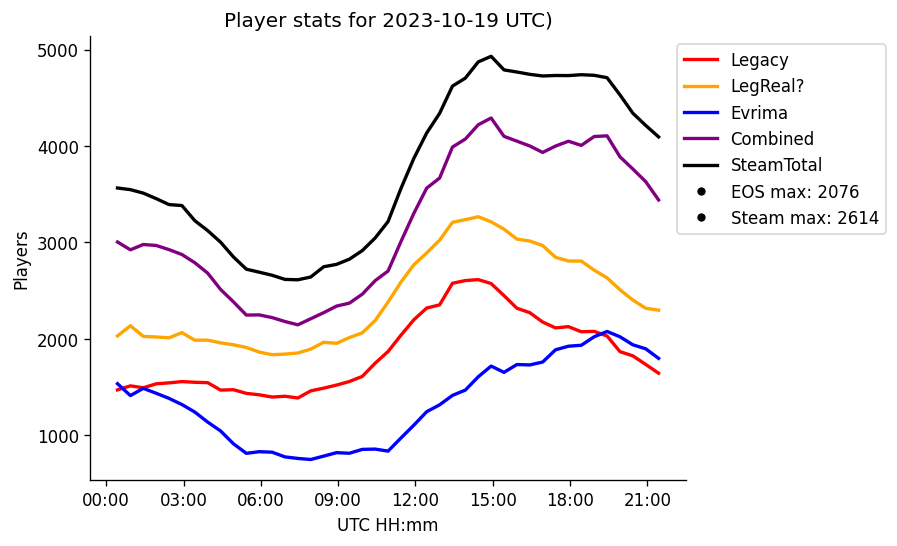 Player stats for 2023-10-19 UTC)
Players
5000
4000
3000
2000
1000
00:00 03:00 06:00 09:00 12:00 15:00 18:00 21:00
UTC HH:mm
Legacy
LegReal?
Evrima
Combined
SteamTotal
EOS max: 2076
Steam max: 2614